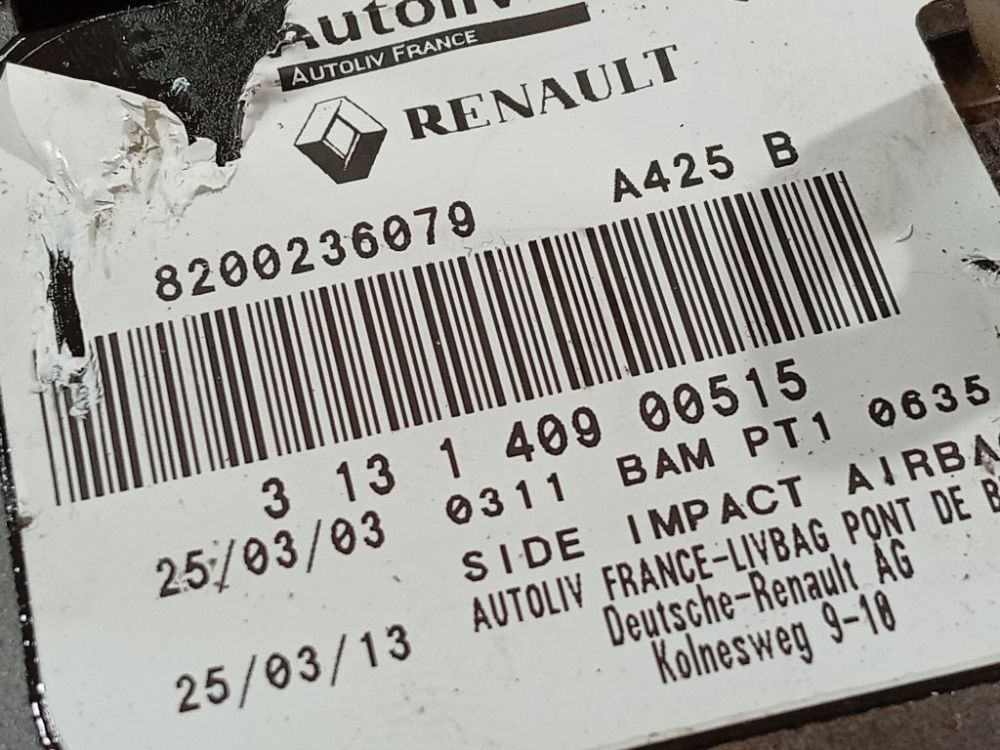 Autoliv
AUTOLIV FRANCE
RENAULT
8200236079 A425 B
3 13 1 409 00515
25/03/03 0311 BAM PT1 0635
SIDE IMPACT
AUTOLIV FRANCE-LIVBAG PONT DE
Deutsche-Renault AG
25/03/13 Kolnesweg 9-10